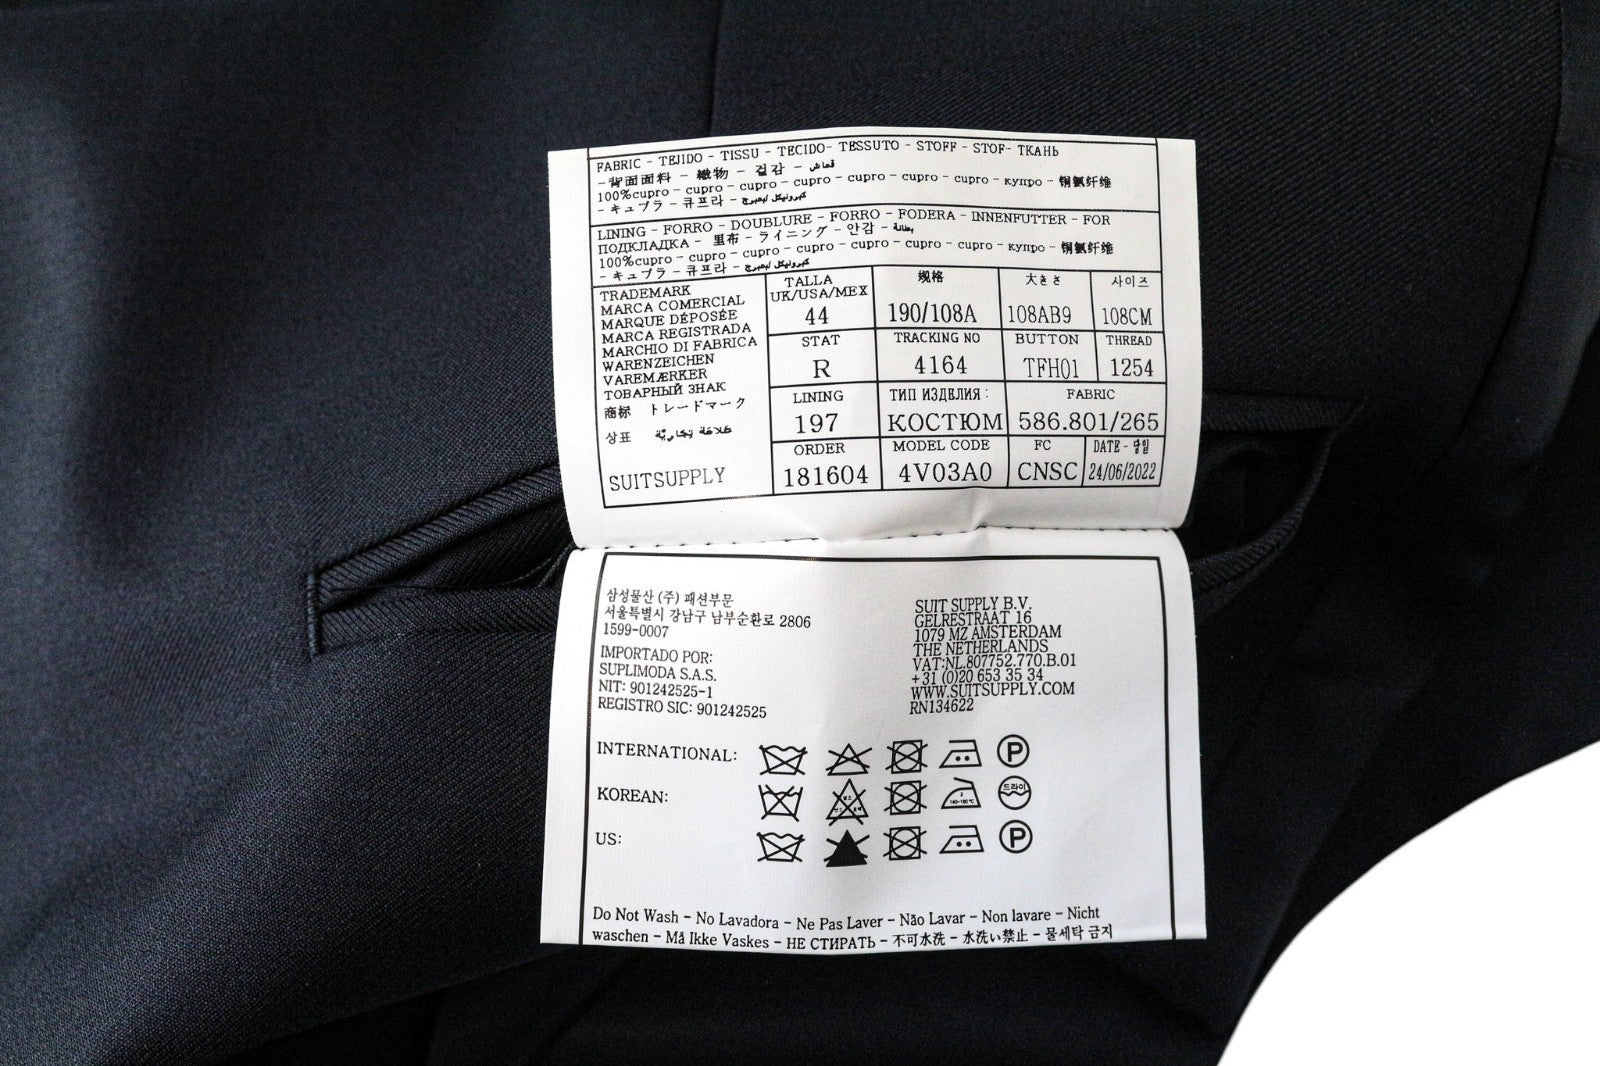 FABRIC - TEJIDO - TISSU - TECIDO- TESSUTO - STOFF - STOF- ТКАНЬ
- 背面面料 - 織物 - 겉감 - قماش
100%cupro - cupro - cupro - cupro - cupro - cupro - cupro - купро - 铜氨纤维
- キュプラ - 큐프라 -
LINING - FORRO - DOUBLURE - FORRO - FODERA - INNENFUTTER - FOR
ПОДКЛАДКА - 里布 - ライニング - 안감 - بطانة
100%cupro - cupro - cupro - cupro - cupro - cupro - cupro - купро - 铜氨纤维
- キュプラ - 큐프라 -
TRADEMARK
MARCA COMERCIAL
MARQUE DÉPOSÉE
MARCA REGISTRADA
MARCHIO DI FABRICA
WARENZEICHEN
VAREMÆRKER
ТОВАРНЫЙ ЗНАК
商标 トレードマーク
상표
SUITSUPPLY
TALLA 规格 大きさ サイズ
UK/USA/MEX
44 190/108A 108AB9 108CM
STAT TRACKING NO BUTTON THREAD
R 4164 TFH01 1254
LINING ТИП ИЗДЕЛИЯ : FABRIC
197 КОСТЮМ 586.801/265
ORDER MODEL CODE FC DATE -
181604 4V03A0 CNSC 24/06/2022
삼성물산 (주) 패션부문
서울특별시 강남구 남부순환로 2806
1599-0007
IMPORTADO POR:
SUPLIMODA S.A.S.
NIT: 901242525-1
REGISTRO SIC: 901242525
SUIT SUPPLY B.V.
GELRESTRAAT 16
1079 MZ AMSTERDAM
THE NETHERLANDS
VAT:NL.807752.770.B.01
+31 (0)20 653 35 34
WWW.SUITSUPPLY.COM
RN134622
INTERNATIONAL: P
KOREAN: 드라이
US: P
Do Not Wash - No Lavadora - Ne Pas Laver - Não Lavar - Non lavare - Nicht
waschen - Må Ikke Vaskes - НЕ СТИРАТЬ - 不可水洗 - 水洗い禁止 - 물세탁 금지